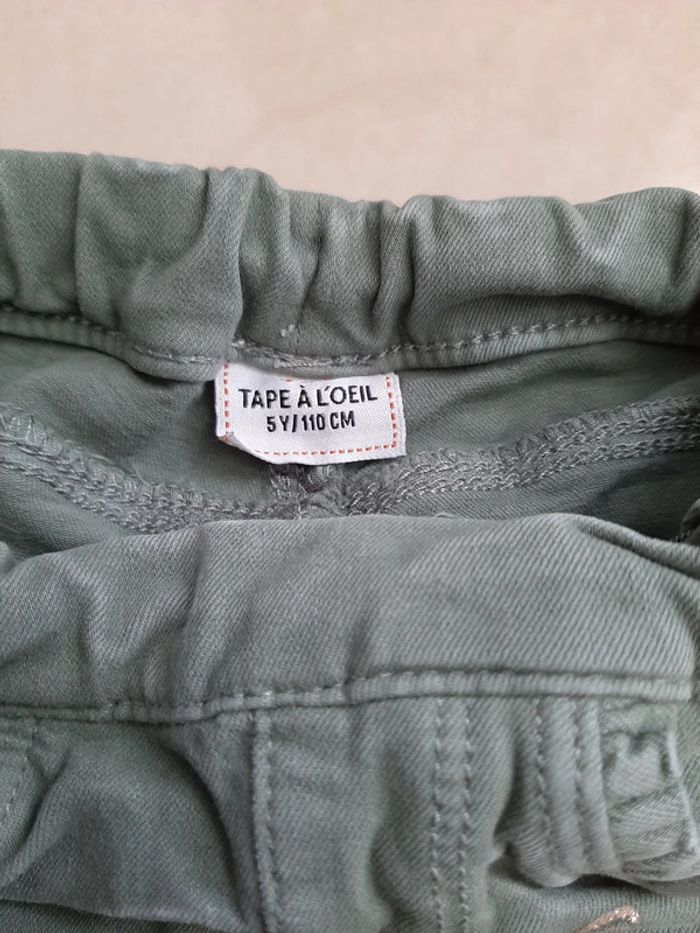 TAPE À L'OEIL
5Y/110 CM